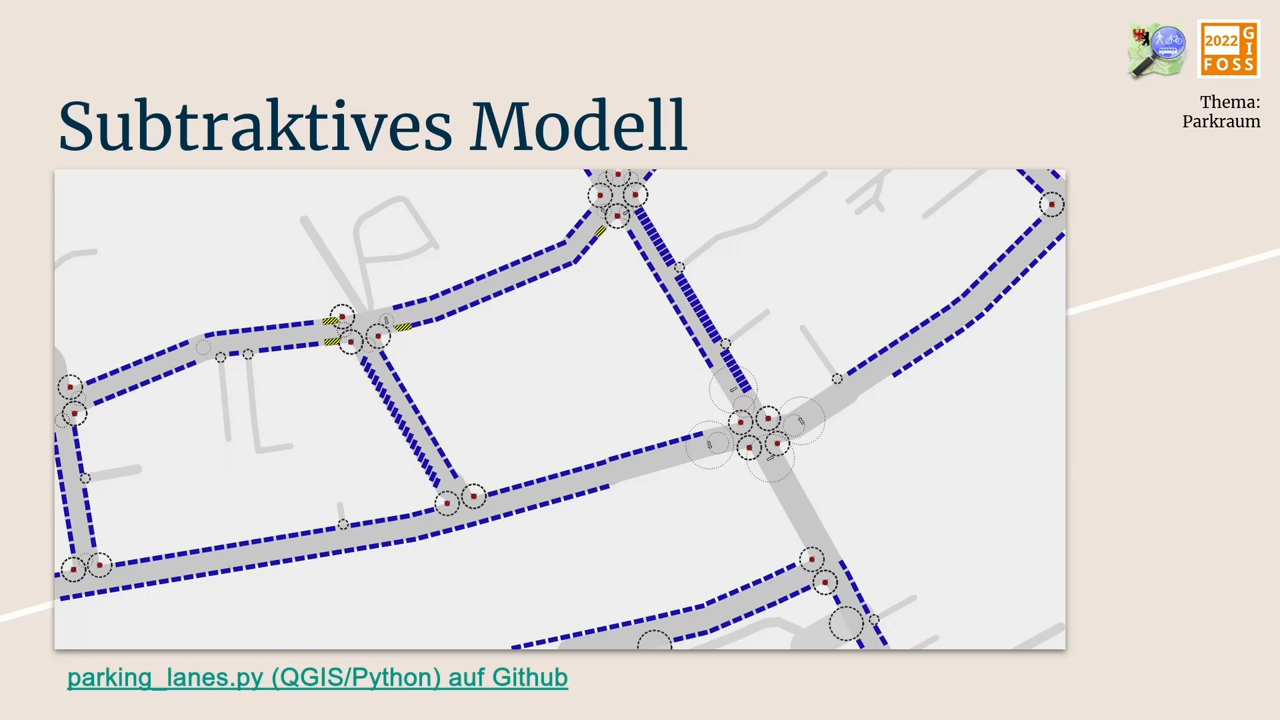 2022
GI
FOSS
Thema:
Parkraum
Subtraktives Modell
parking_lanes.py (QGIS/Python) auf Github